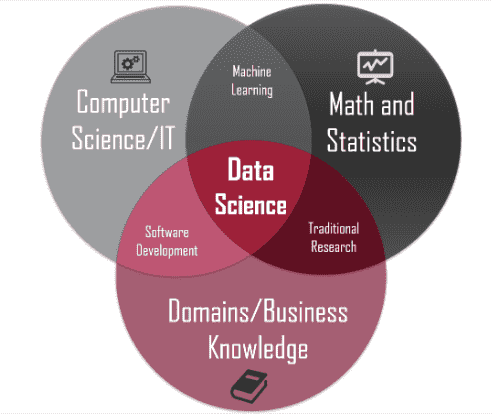 Computer
Science/IT
Machine
Learning
Math and
Statistics
Data
Science
Software
Development
Traditional
Research
Domains/Business
Knowledge